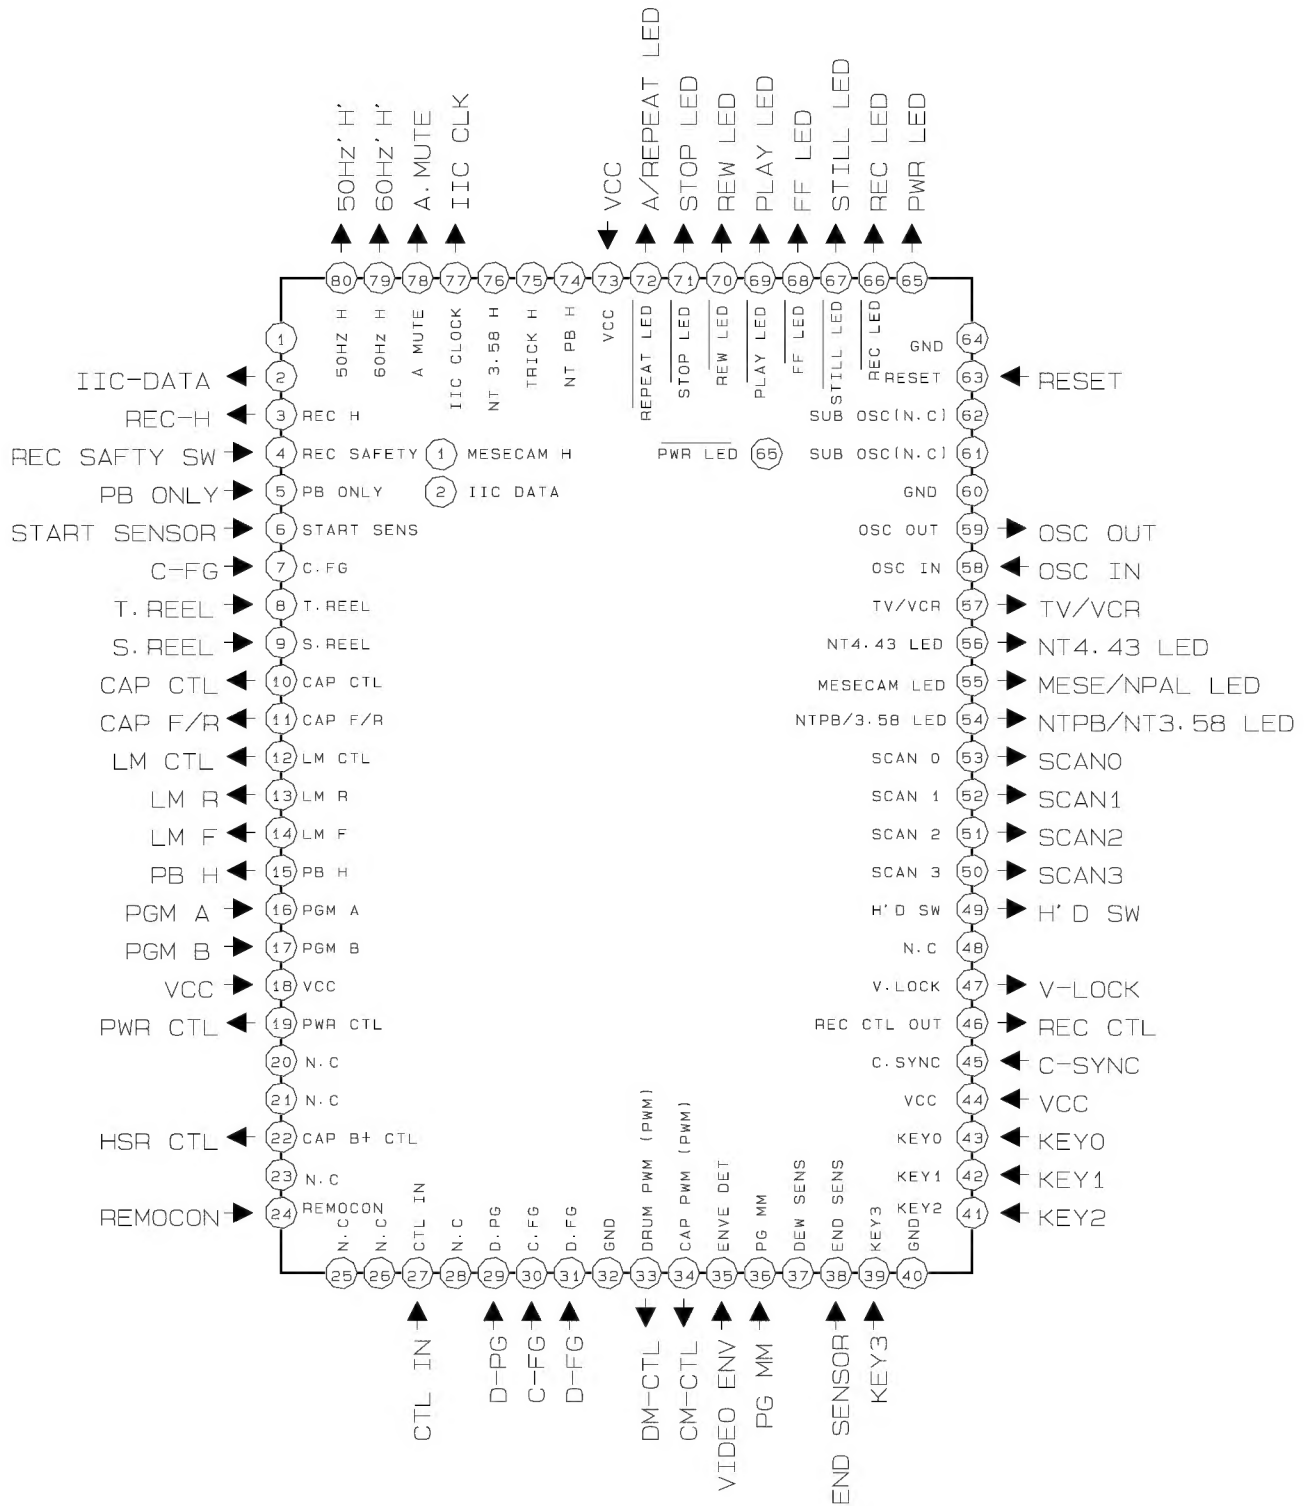 50HZ'H'
60HZ'H'
A.MUTE
IIC CLK
VCC
A/REPEAT LED
STOP LED
REW LED
PLAY LED
FF LED
STILL LED
REC LED
PWR LED
80 79 78 77 76 75 74 73 72 71 70 69 68 67 66 65
50HZ H
60HZ H
A MUTE
IIC CLOCK
NT 3.58 H
TRICK H
NT PB H
VCC
REPEAT LED
STOP LED
REW LED
PLAY LED
FF LED
STILL LED
REC LED
1
IIC-DATA 2
REC-H 3 REC H
REC SAFTY SW 4 REC SAFETY 1 MESECAM H
PB ONLY 5 PB ONLY 2 IIC DATA
START SENSOR 6 START SENS
C-FG 7 C.FG
T.REEL 8 T.REEL
S.REEL 9 S.REEL
CAP CTL 10 CAP CTL
CAP F/R 11 CAP F/R
LM CTL 12 LM CTL
LM R 13 LM R
LM F 14 LM F
PB H 15 PB H
PGM A 16 PGM A
PGM B 17 PGM B
VCC 18 VCC
PWR CTL 19 PWR CTL
20 N.C
21 N.C
HSR CTL 22 CAP B+ CTL
23 N.C
REMOCON 24 REMOCON
GND 64
RESET 63 RESET
SUB OSC(N.C) 62
PWR LED 65 SUB OSC(N.C) 61
GND 60
OSC OUT 59 OSC OUT
OSC IN 58 OSC IN
TV/VCR 57 TV/VCR
NT4.43 LED 56 NT4.43 LED
MESECAM LED 55 MESE/NPAL LED
NTPB/3.58 LED 54 NTPB/NT3.58 LED
SCAN 0 53 SCAN0
SCAN 1 52 SCAN1
SCAN 2 51 SCAN2
SCAN 3 50 SCAN3
H'D SW 49 H'D SW
N.C 48
V.LOCK 47 V-LOCK
REC CTL OUT 46 REC CTL
C.SYNC 45 C-SYNC
VCC 44 VCC
KEY0 43 KEY0
KEY1 42 KEY1
KEY2 41 KEY2
N.C
N.C
CTL IN
N.C
D.PG
C.FG
D.FG
GND
DRUM PWM (PWM)
CAP PWM (PWM)
ENVE DET
PG MM
DEW SENS
END SENS
KEY3
GND
25 26 27 28 29 30 31 32 33 34 35 36 37 38 39 40
CTL IN
D-PG
C-FG
D-FG
DM-CTL
CM-CTL
VIDEO ENV
PG MM
END SENSOR
KEY3